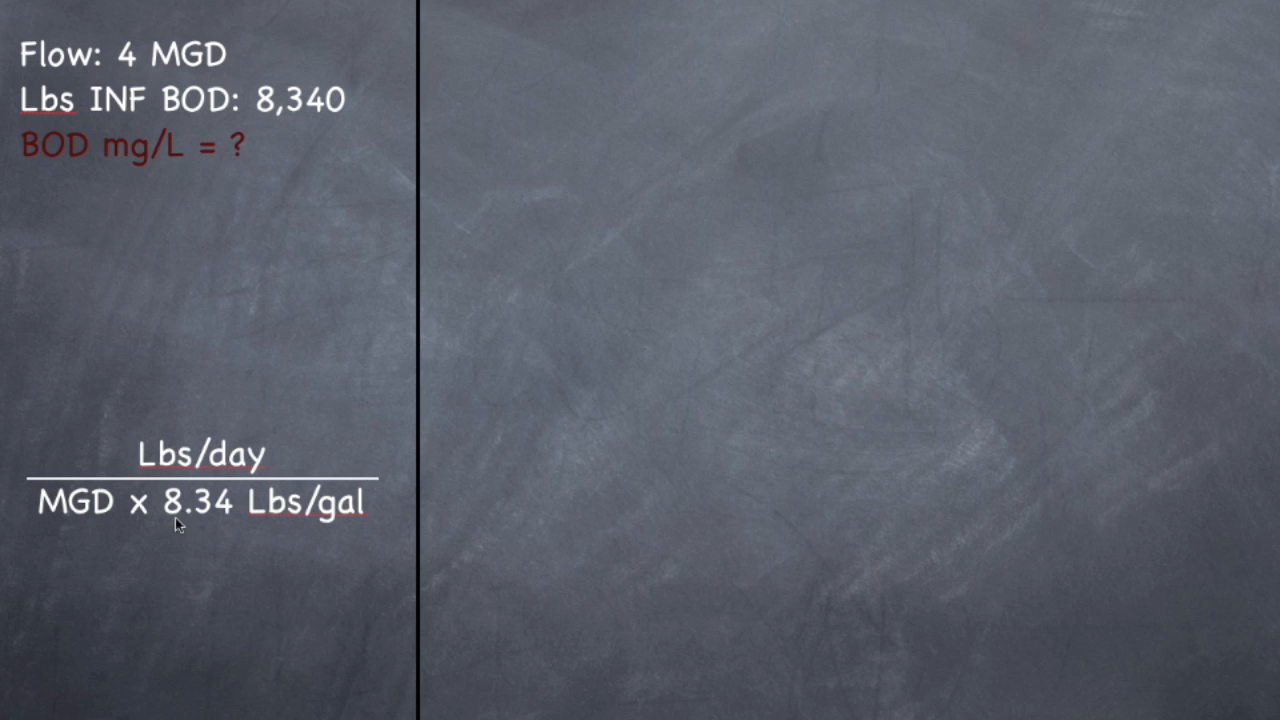 Flow: 4 MGD
Lbs INF BOD: 8,340
BOD mg/L = ?
Lbs/day
MGD x 8.34 Lbs/gal